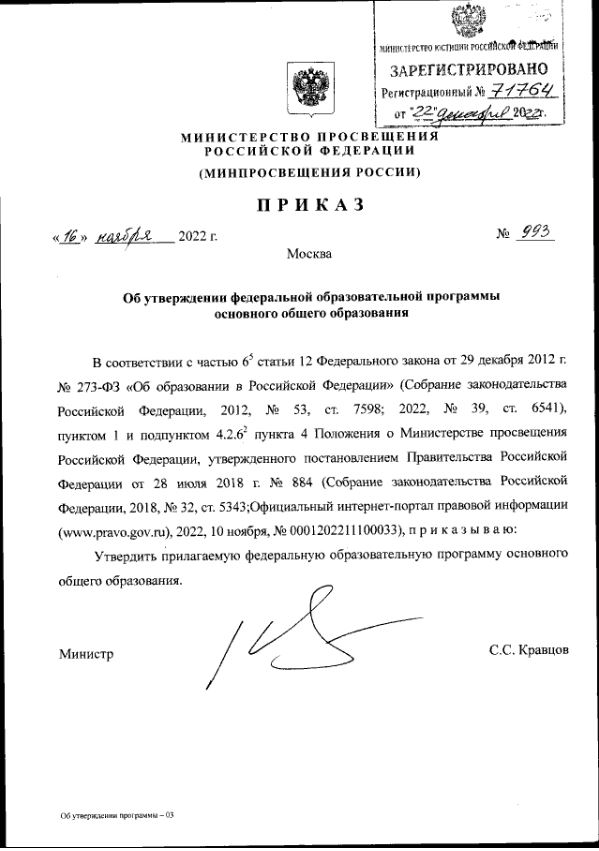 МИНИСТЕРСТВО ЮСТИЦИИ РОССИЙСКОЙ ФЕДЕРАЦИИ
ЗАРЕГИСТРИРОВАНО
Регистрационный № 71764
от "22" декабря 2022г.
МИНИСТЕРСТВО ПРОСВЕЩЕНИЯ
РОССИЙСКОЙ ФЕДЕРАЦИИ
(МИНПРОСВЕЩЕНИЯ РОССИИ)
ПРИКАЗ
«16» ноября 2022 г.
№ 993
Москва
Об утверждении федеральной образовательной программы
основного общего образования
В соответствии с частью 6⁵ статьи 12 Федерального закона от 29 декабря 2012 г.
№ 273-ФЗ «Об образовании в Российской Федерации» (Собрание законодательства
Российской Федерации, 2012, № 53, ст. 7598; 2022, № 39, ст. 6541),
пунктом 1 и подпунктом 4.2.6² пункта 4 Положения о Министерстве просвещения
Российской Федерации, утвержденного постановлением Правительства Российской
Федерации от 28 июля 2018 г. № 884 (Собрание законодательства Российской
Федерации, 2018, № 32, ст. 5343;Официальный интернет-портал правовой информации
(www.pravo.gov.ru), 2022, 10 ноября, № 0001202211100033), п р и к а з ы в а ю:
Утвердить прилагаемую федеральную образовательную программу основного
общего образования.
Министр
С.С. Кравцов
Об утверждении программы – 03